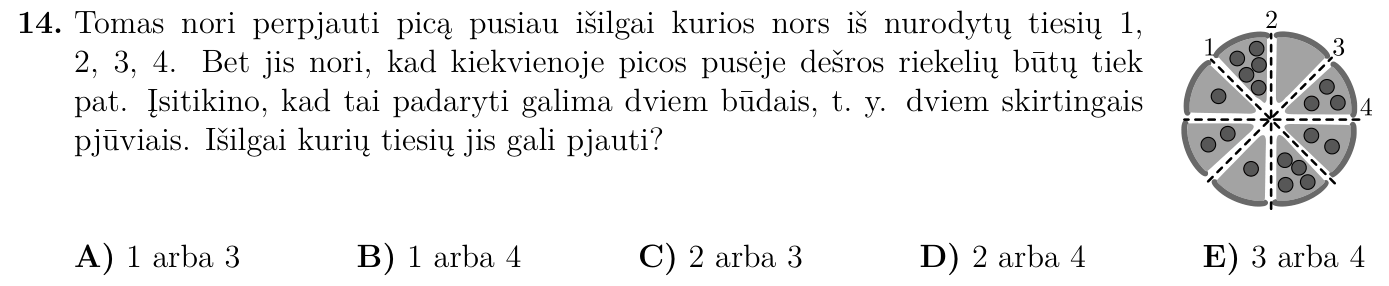 14. Tomas nori perpjauti picą pusiau išilgai kurios nors iš nurodytų tiesių 1,
2, 3, 4. Bet jis nori, kad kiekvienoje picos pusėje dešros riekelių būtų tiek
pat. Įsitikino, kad tai padaryti galima dviem būdais, t. y. dviem skirtingais
pjūviais. Išilgai kurių tiesių jis gali pjauti?
1
2
3
4
A) 1 arba 3 B) 1 arba 4 C) 2 arba 3 D) 2 arba 4 E) 3 arba 4